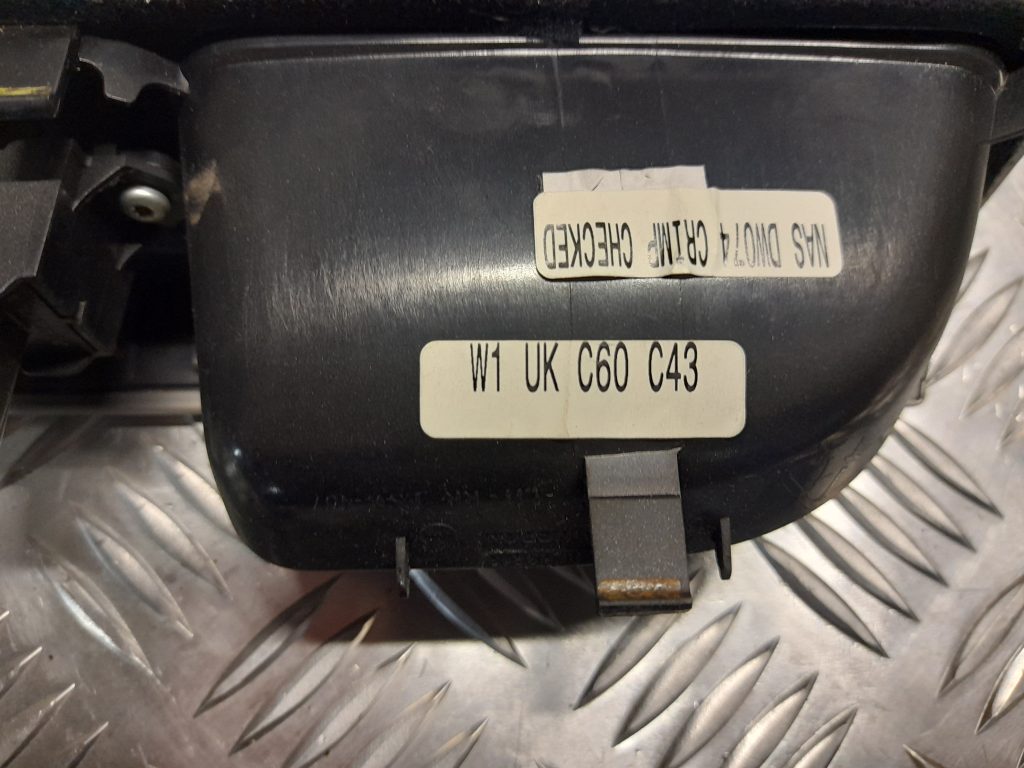 NAS DW074 CRIMP CHECKED
W1 UK C60 C43